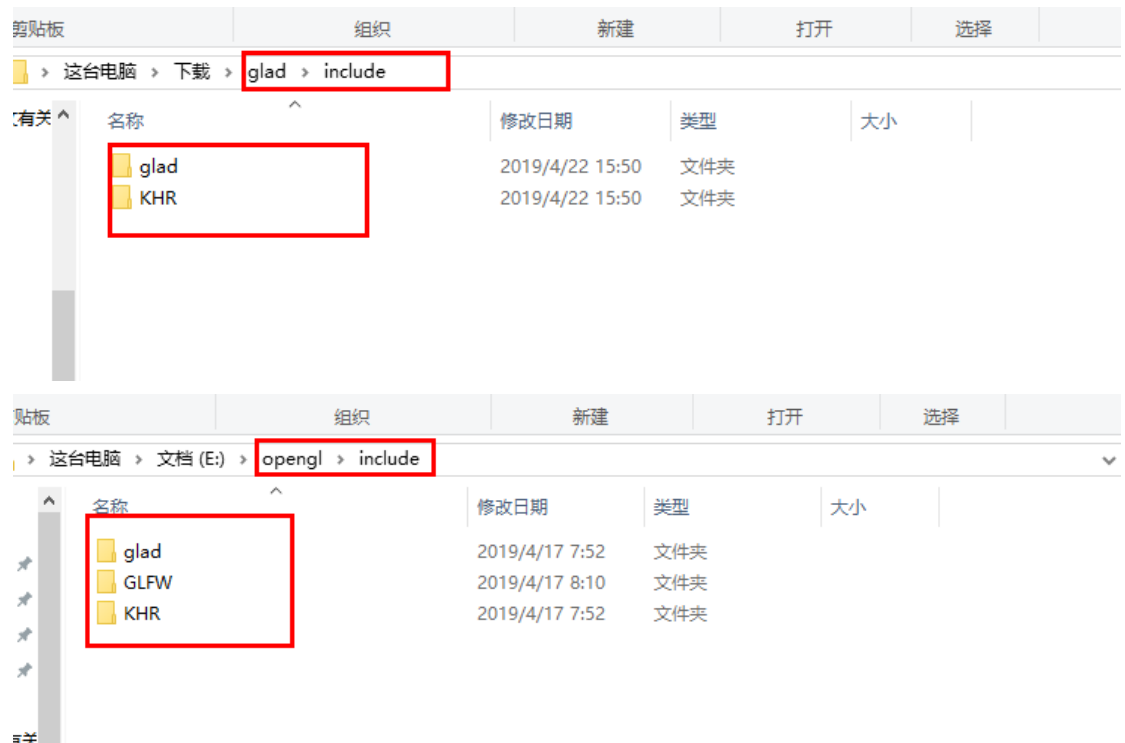 剪贴板 组织 新建 打开 选择
› 这台电脑 › 下载 › glad › include
有关 名称 修改日期 类型 大小
glad 2019/4/22 15:50 文件夹
KHR 2019/4/22 15:50 文件夹
贴板 组织 新建 打开 选择
› 这台电脑 › 文档 (E:) › opengl › include
名称 修改日期 类型 大小
glad 2019/4/17 7:52 文件夹
GLFW 2019/4/17 8:10 文件夹
KHR 2019/4/17 7:52 文件夹